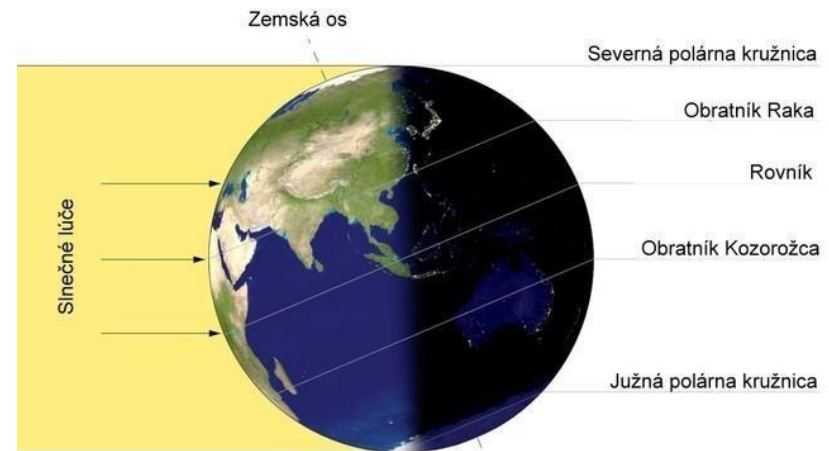 Zemská os
Severná polárna kružnica
Obratník Raka
Rovník
Slnečné lúče
Obratník Kozorožca
Južná polárna kružnica